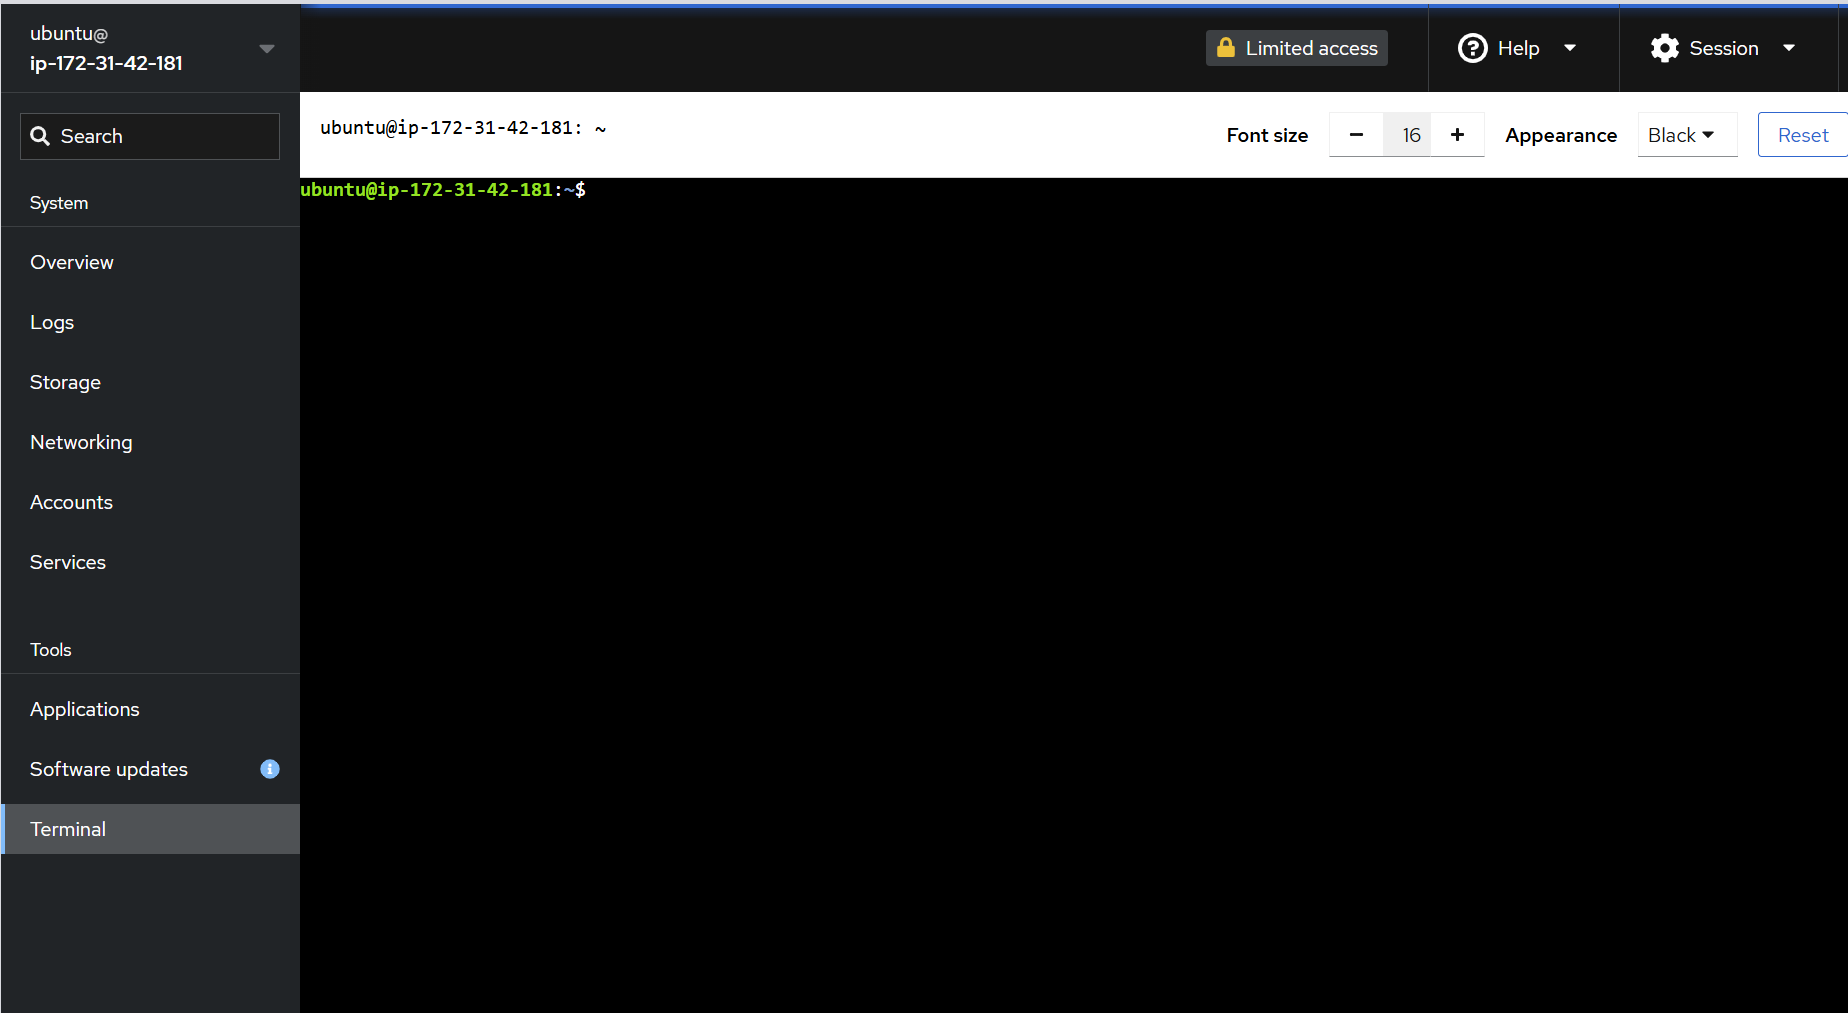 ubuntu@
ip-172-31-42-181
Limited access
Help
Session
Search
ubuntu@ip-172-31-42-181: ~
Font size
16
Appearance
Black
Reset
ubuntu@ip-172-31-42-181:~$
System
Overview
Logs
Storage
Networking
Accounts
Services
Tools
Applications
Software updates
Terminal